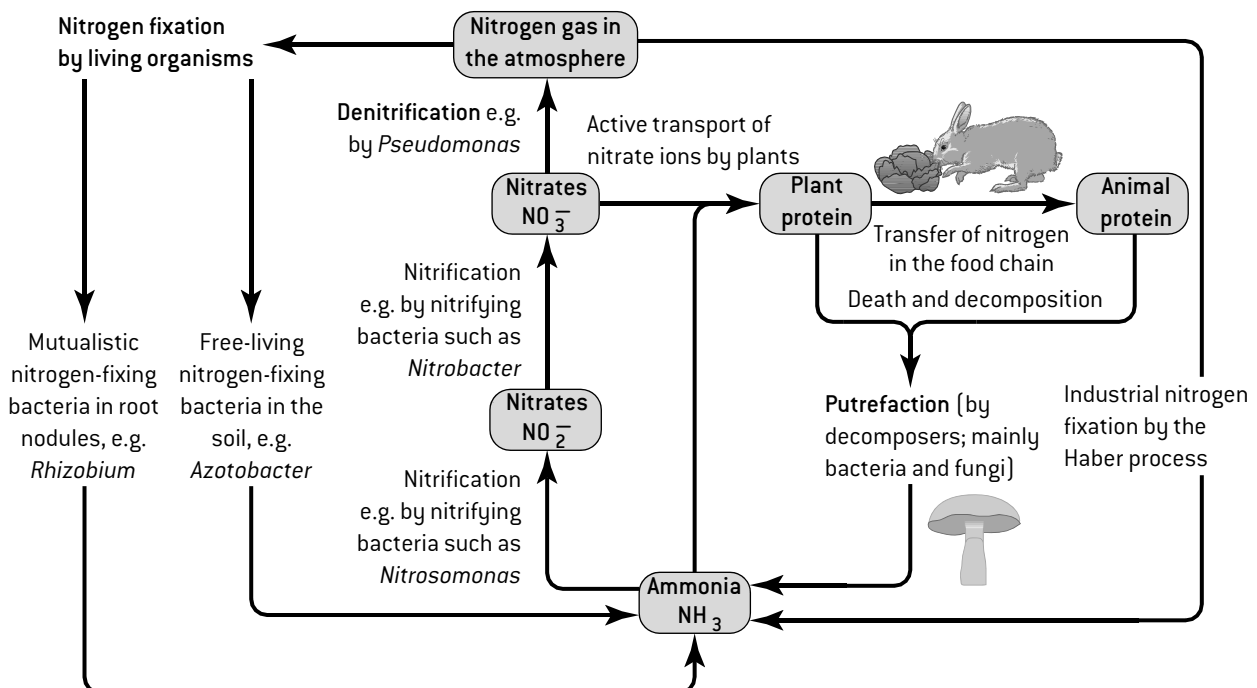 Nitrogen fixation
by living organisms
Nitrogen gas in
the atmosphere
Denitrification e.g.
by Pseudomonas
Active transport of
nitrate ions by plants
Nitrates
NO₃⁻
Plant
protein
Animal
protein
Transfer of nitrogen
in the food chain
Death and decomposition
Nitrification
e.g. by nitrifying
bacteria such as
Nitrobacter
Mutualistic
nitrogen-fixing
bacteria in root
nodules, e.g.
Rhizobium
Free-living
nitrogen-fixing
bacteria in the
soil, e.g.
Azotobacter
Nitrates
NO₂⁻
Putrefaction (by
decomposers; mainly
bacteria and fungi)
Industrial nitrogen
fixation by the
Haber process
Nitrification
e.g. by nitrifying
bacteria such as
Nitrosomonas
Ammonia
NH₃